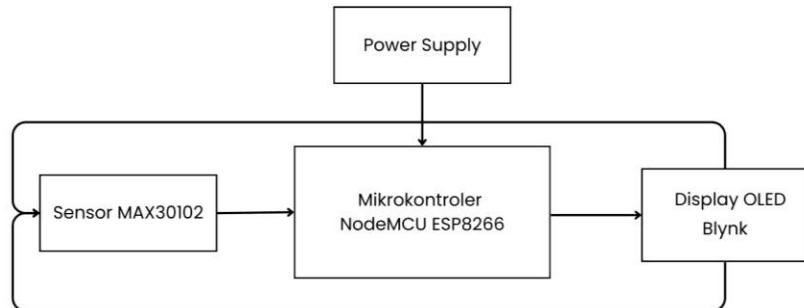 Power Supply
Sensor MAX30102
Mikrokontroler
NodeMCU ESP8266
Display OLED
Blynk